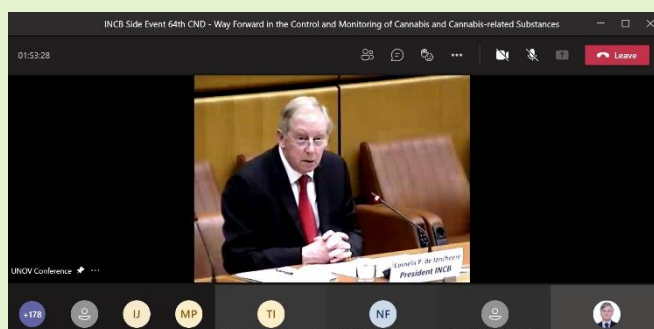 INCB Side Event 64th CND - Way Forward in the Control and Monitoring of Cannabis and Cannabis-related Substances
01:53:28
Leave
Cornelis P. de Joncheere
President INCB
UNOV Conference
+178
IJ
MP
TI
NF